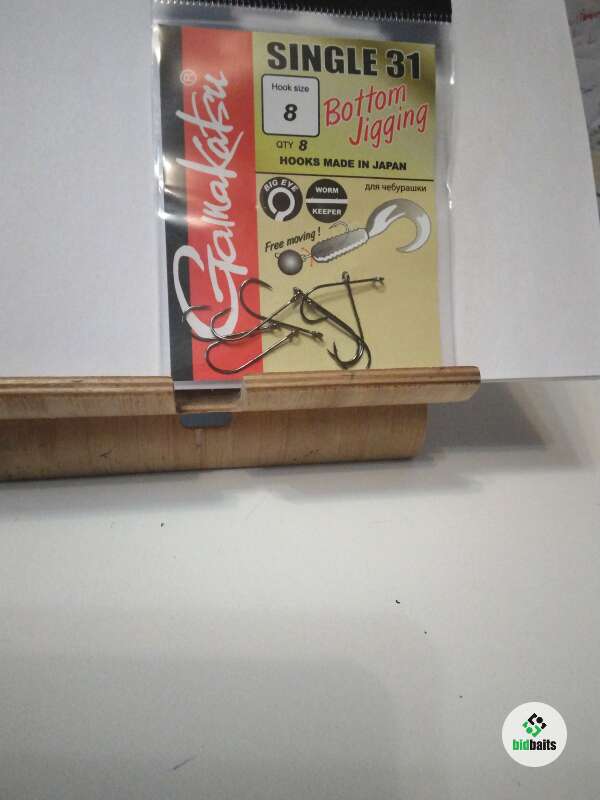 SINGLE 31
Hook size
8
Bottom
Jigging
QTY 8
HOOKS MADE IN JAPAN
BIG EYE
WORM
KEEPER
для чебурашки
Free moving!
Gamakatsu®
bidbaits